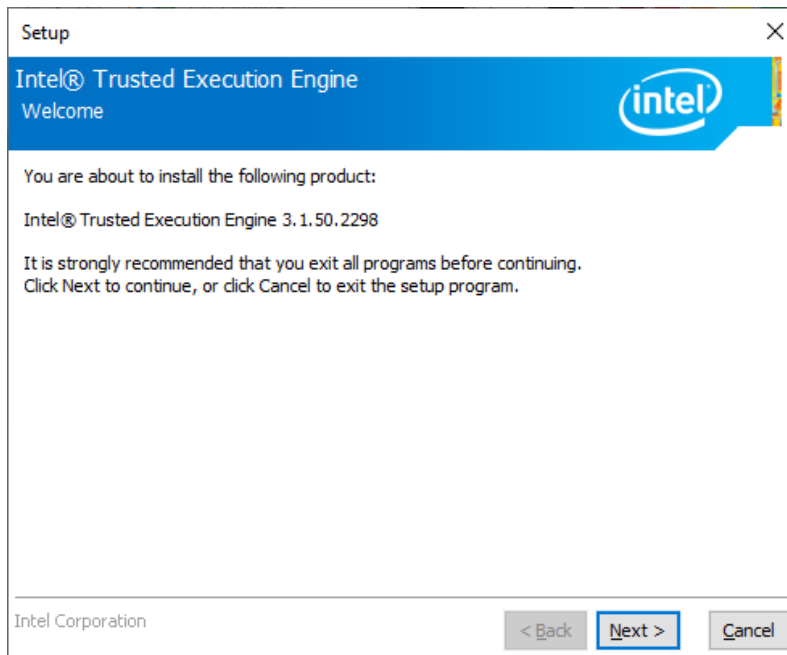 Setup
Intel® Trusted Execution Engine
Welcome
intel
You are about to install the following product:
Intel® Trusted Execution Engine 3.1.50.2298
It is strongly recommended that you exit all programs before continuing.
Click Next to continue, or click Cancel to exit the setup program.
Intel Corporation
< Back Next > Cancel